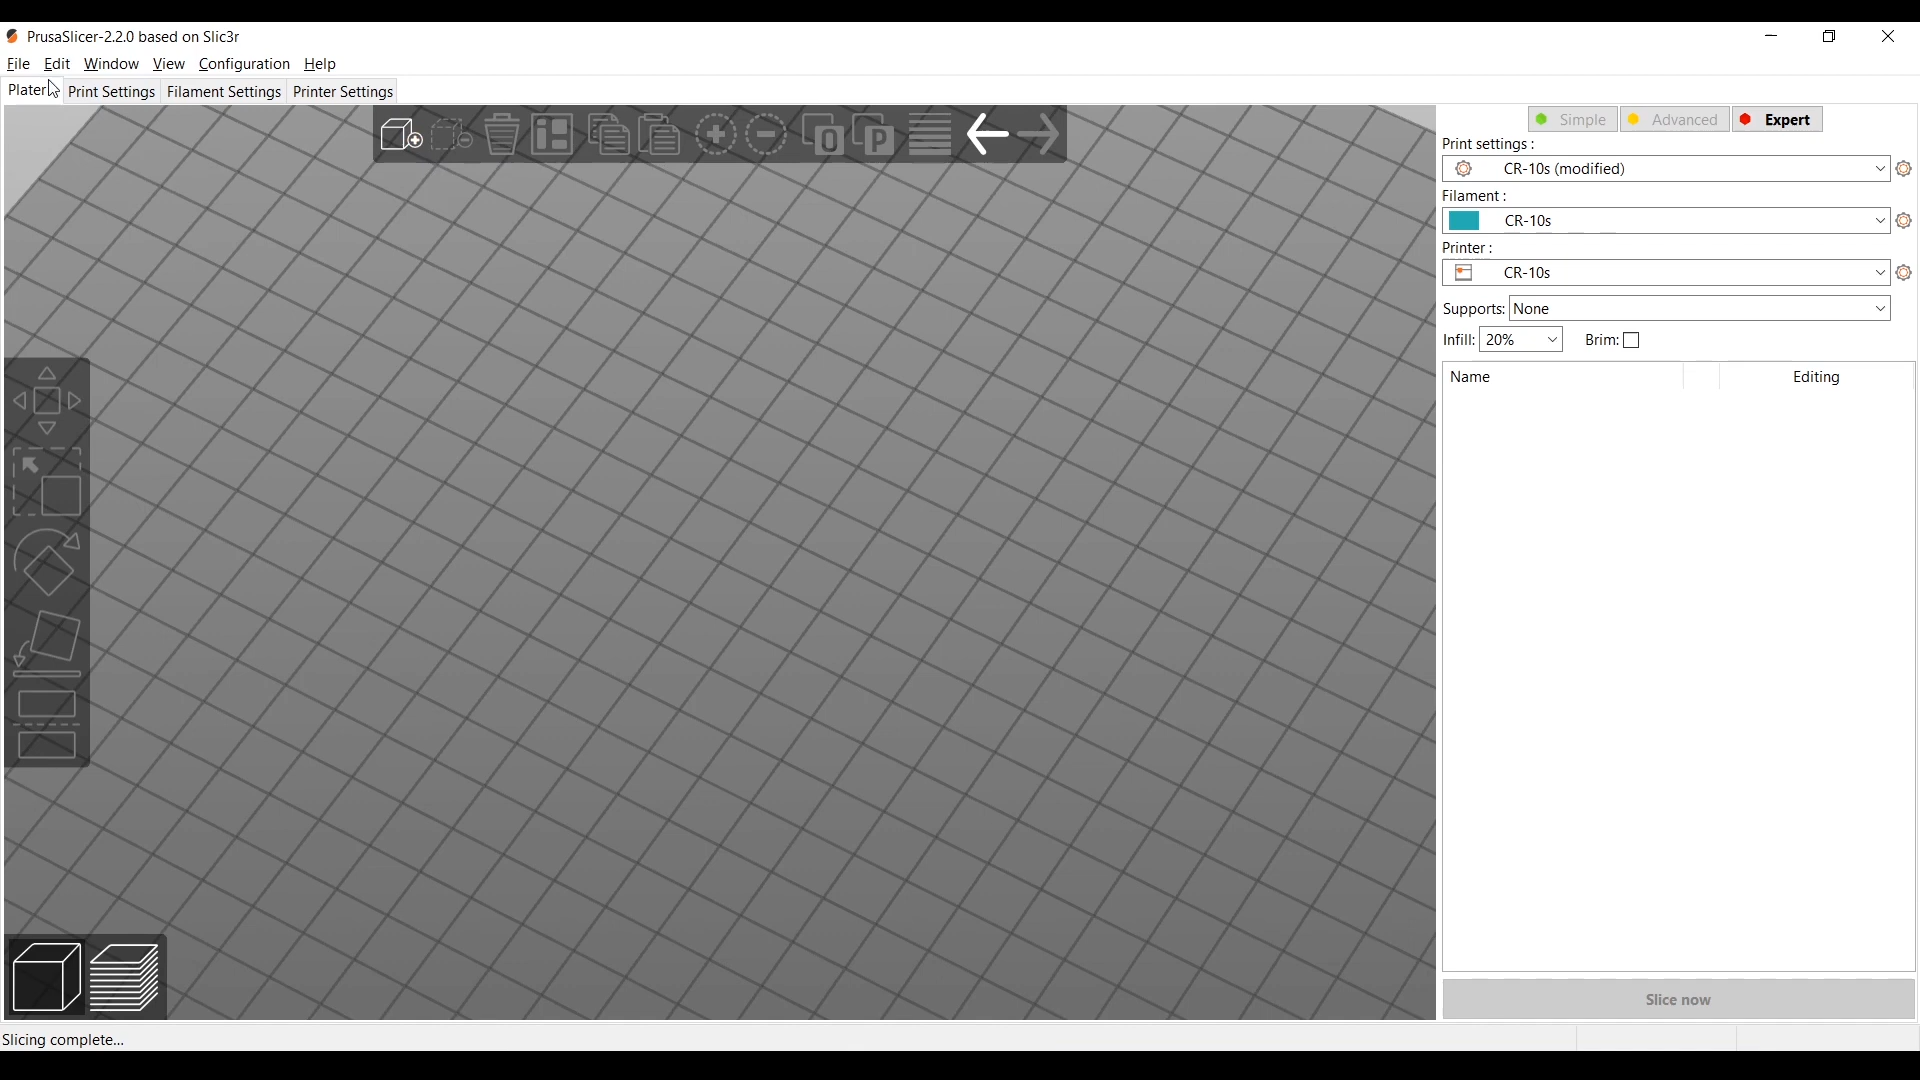 PrusaSlicer-2.2.0 based on Slic3r
File Edit Window View Configuration Help
Plater Print Settings Filament Settings Printer Settings
O P
Simple Advanced Expert
Print settings :
CR-10s (modified)
Filament :
CR-10s
Printer :
CR-10s
Supports: None
Infill: 20% Brim:
Name Editing
Slice now
Slicing complete...